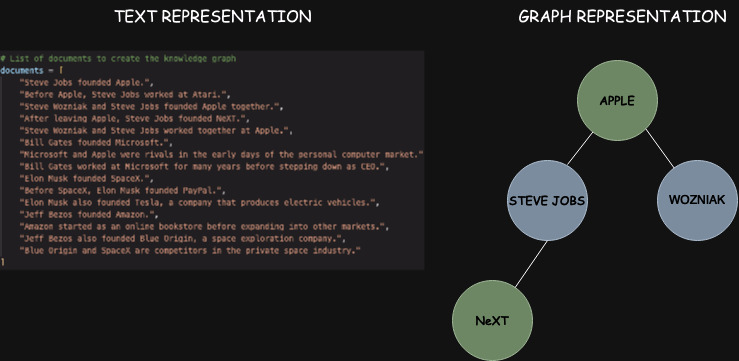 TEXT REPRESENTATION
GRAPH REPRESENTATION
# List of documents to create the knowledge graph
documents = [
"Steve Jobs founded Apple.",
"Before Apple, Steve Jobs worked at Atari.",
"Steve Wozniak and Steve Jobs founded Apple together.",
"After leaving Apple, Steve Jobs founded NeXT.",
"Steve Wozniak and Steve Jobs worked together at Apple.",
"Bill Gates founded Microsoft.",
"Microsoft and Apple were rivals in the early days of the personal computer market."
"Bill Gates worked at Microsoft for many years before stepping down as CEO.",
"Elon Musk founded SpaceX.",
"Before SpaceX, Elon Musk founded PayPal.",
"Elon Musk also founded Tesla, a company that produces electric vehicles.",
"Jeff Bezos founded Amazon.",
"Amazon started as an online bookstore before expanding into other markets.",
"Jeff Bezos also founded Blue Origin, a space exploration company.",
"Blue Origin and SpaceX are competitors in the private space industry."
]
APPLE
STEVE JOBS
WOZNIAK
NeXT